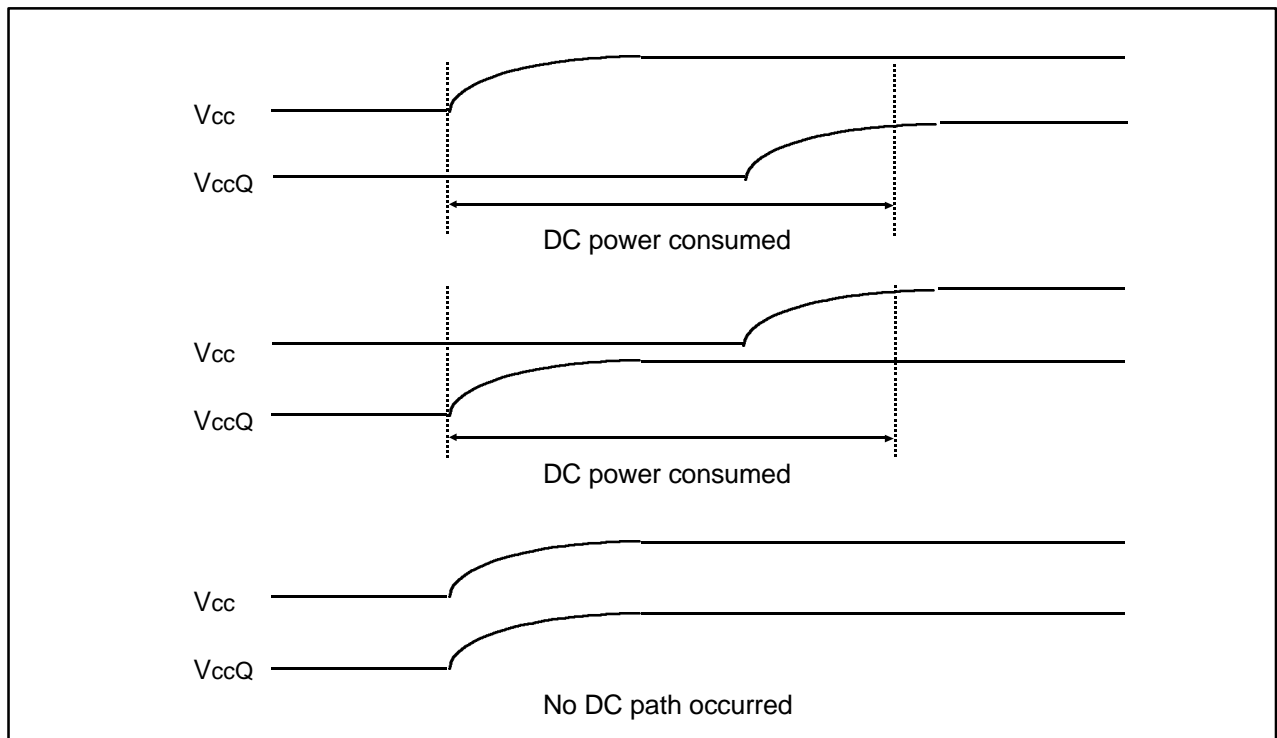 Vcc
VccQ
DC power consumed
Vcc
VccQ
DC power consumed
Vcc
VccQ
No DC path occurred